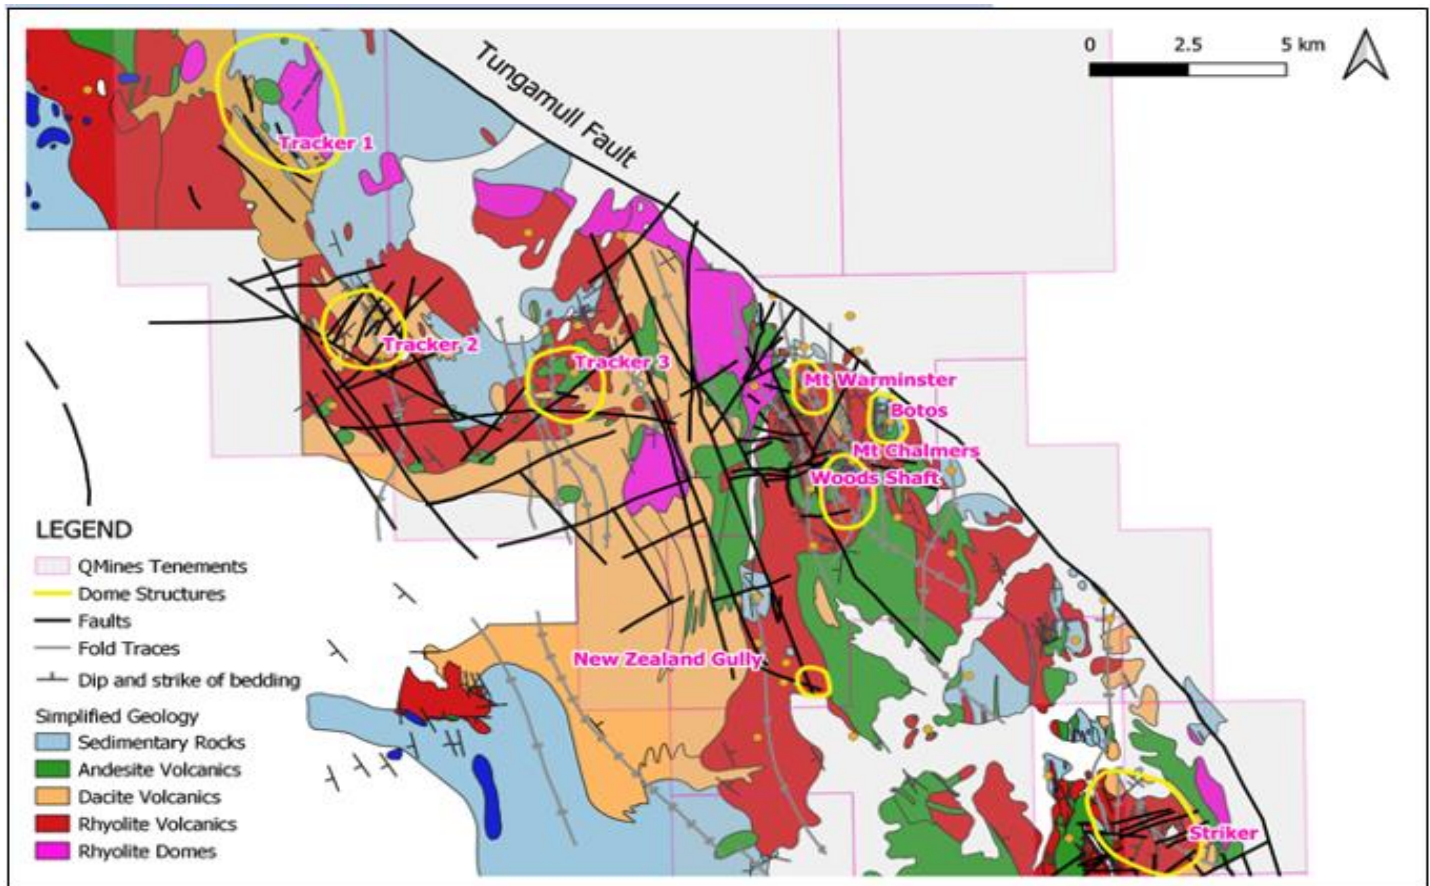 0 2.5 5 km
Tungamull Fault
Tracker 1
Tracker 2
Tracker 3
Mt Warminster
Botos
Mt Chalmers
Woods Shaft
New Zealand Gully
Striker
LEGEND
QMines Tenements
Dome Structures
Faults
Fold Traces
Dip and strike of bedding
Simplified Geology
Sedimentary Rocks
Andesite Volcanics
Dacite Volcanics
Rhyolite Volcanics
Rhyolite Domes